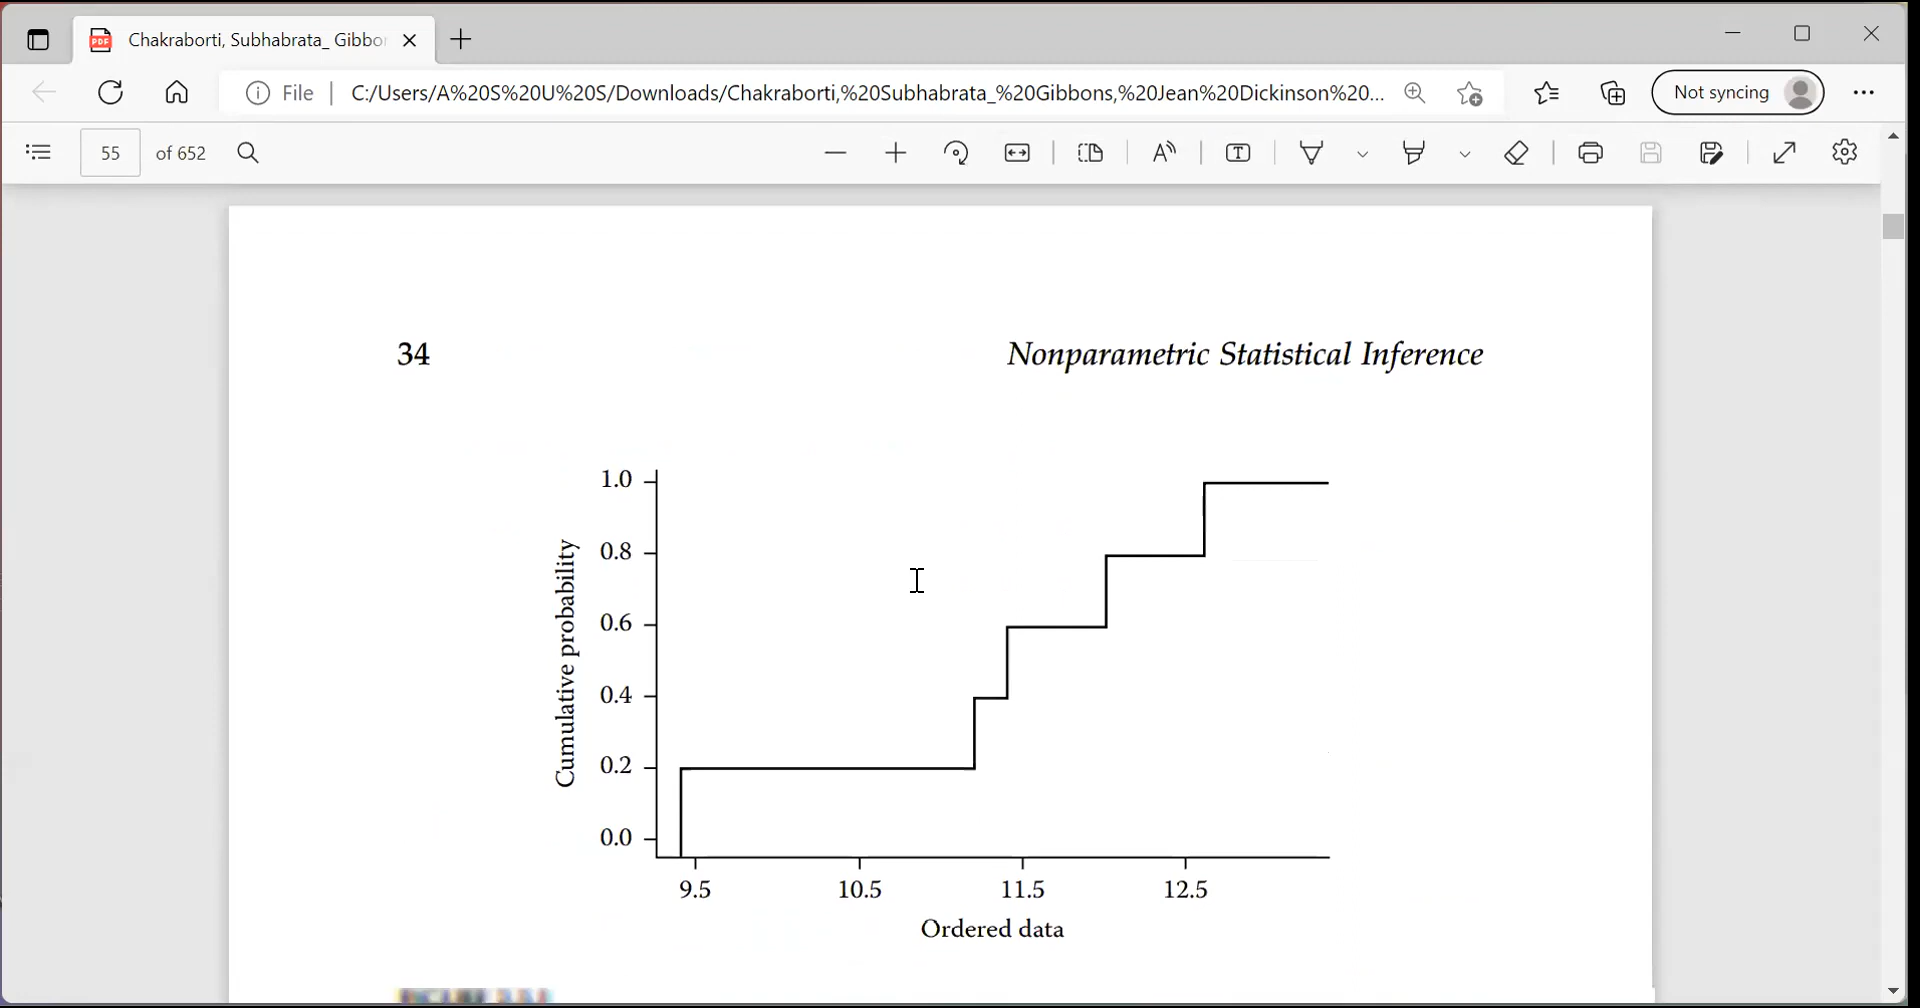 Chakraborti, Subhabrata_ Gibbo
File
C:/Users/A%20S%20U%20S/Downloads/Chakraborti,%20Subhabrata_%20Gibbons,%20Jean%20Dickinson%20...
Not syncing
55 of 652
34 Nonparametric Statistical Inference
1.0
0.8
0.6
0.4
0.2
0.0
Cumulative probability
9.5 10.5 11.5 12.5
Ordered data